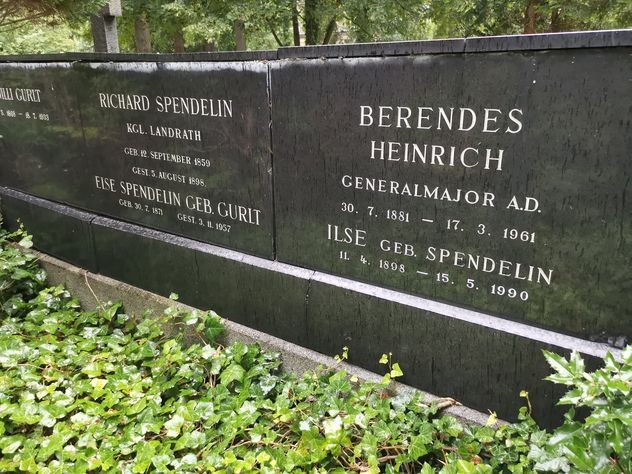 ILLI GURLT
RICHARD SPENDELIN
KGL. LANDRATH
GEB. 12. SEPTEMBER 1859
GEST. 5. AUGUST 1898.
ELSE SPENDELIN GEB. GURLT
GEB. 30. 7. 1871 GEST. 3. 11. 1957
BERENDES
HEINRICH
GENERALMAJOR A.D.
30. 7. 1881 — 17. 3. 1961
ILSE GEB. SPENDELIN
11. 4. 1898 — 15. 5. 1990